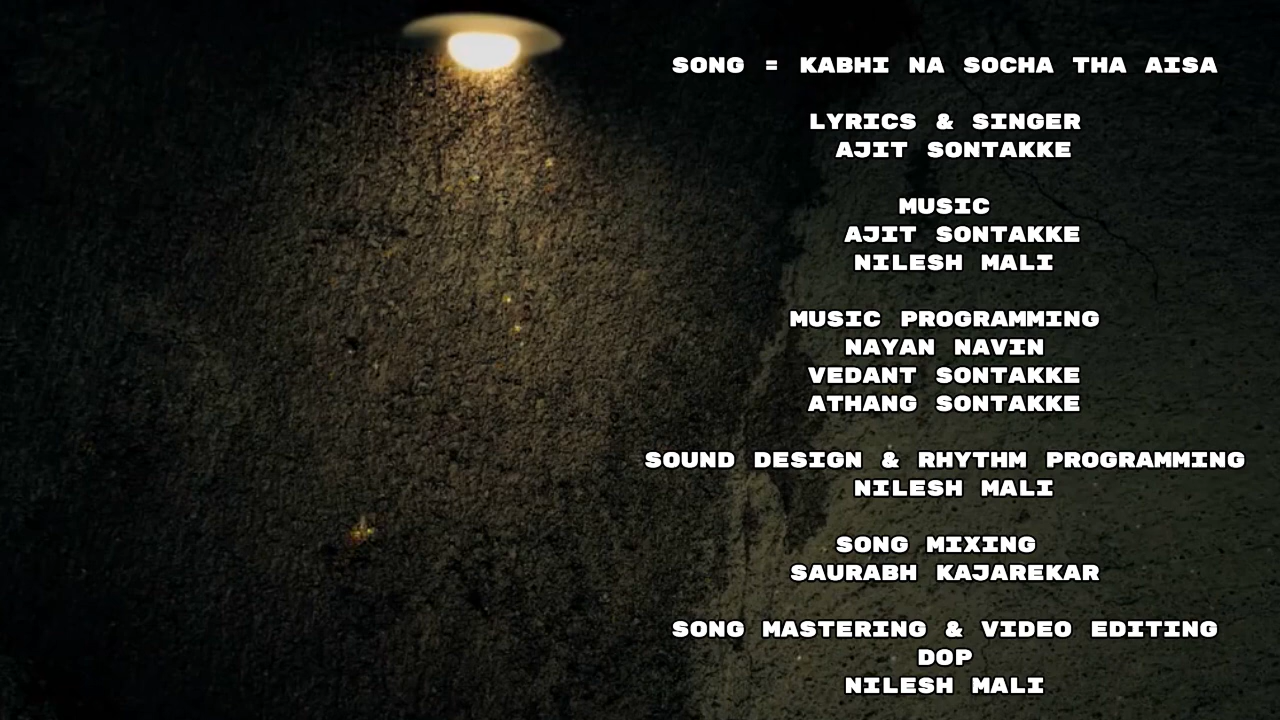 SONG = KABHI NA SOCHA THA AISA
LYRICS & SINGER
AJIT SONTAKKE
MUSIC
AJIT SONTAKKE
NILESH MALI
MUSIC PROGRAMMING
NAYAN NAVIN
VEDANT SONTAKKE
ATHANG SONTAKKE
SOUND DESIGN & RHYTHM PROGRAMMING
NILESH MALI
SONG MIXING
SAURABH KAJAREKAR
SONG MASTERING & VIDEO EDITING
DOP
NILESH MALI